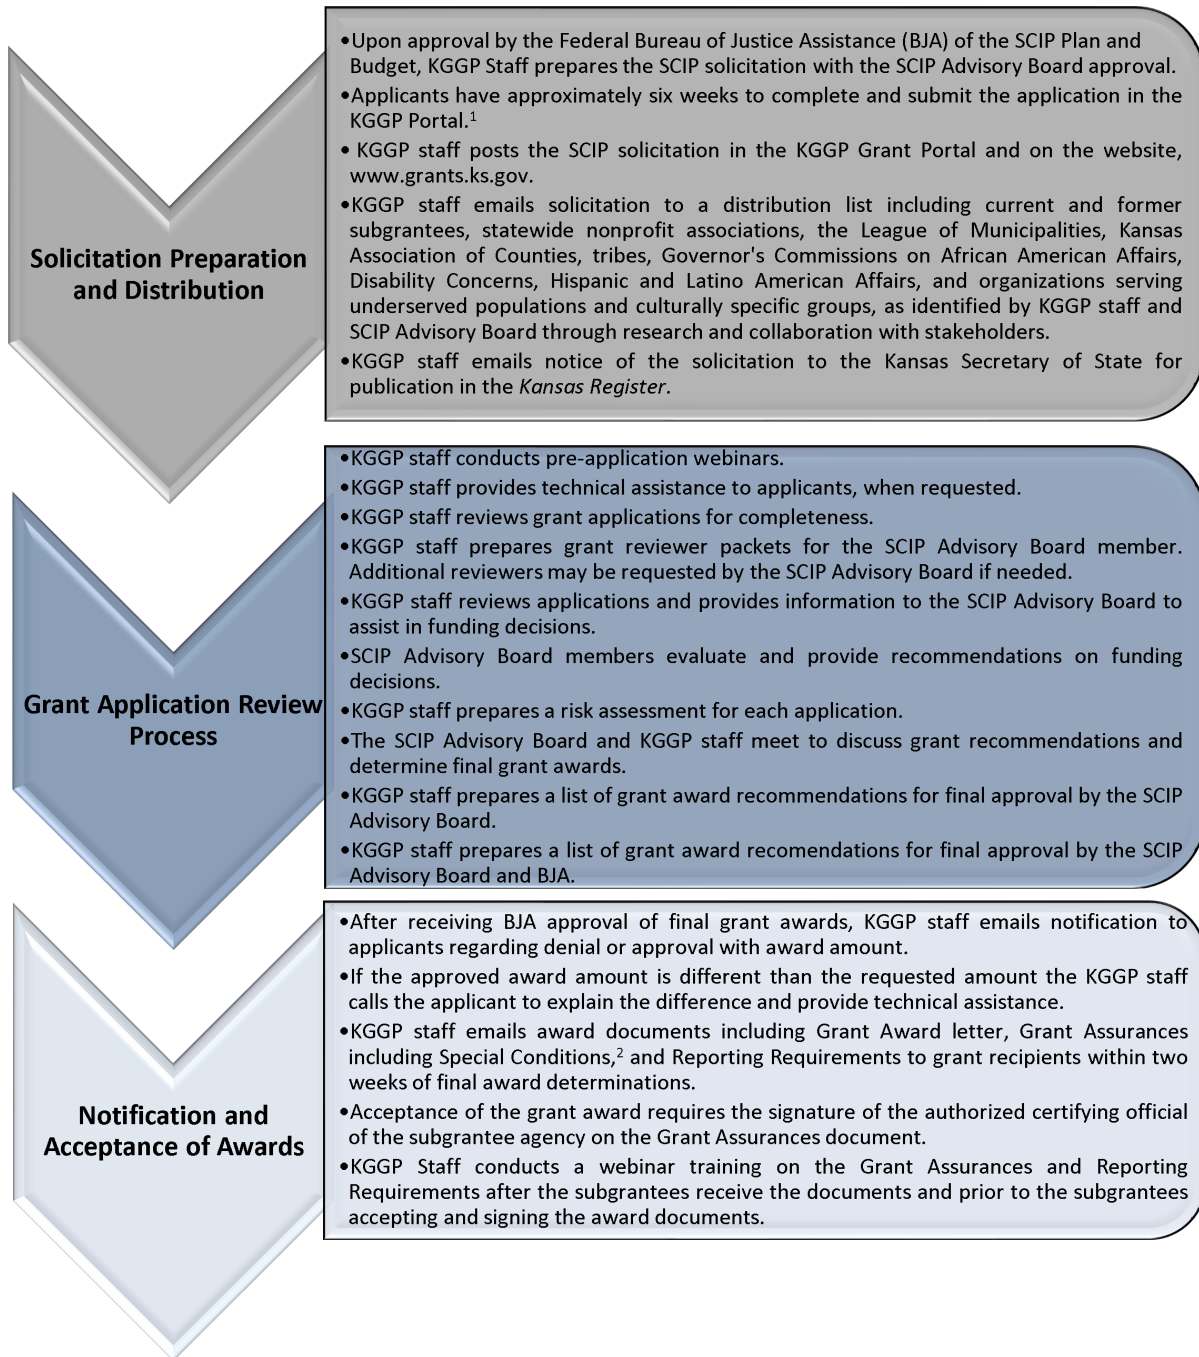 Solicitation Preparation
and Distribution
•Upon approval by the Federal Bureau of Justice Assistance (BJA) of the SCIP Plan and
Budget, KGGP Staff prepares the SCIP solicitation with the SCIP Advisory Board approval.
•Applicants have approximately six weeks to complete and submit the application in the
KGGP Portal.1
• KGGP staff posts the SCIP solicitation in the KGGP Grant Portal and on the website,
www.grants.ks.gov.
•KGGP staff emails solicitation to a distribution list including current and former
subgrantees, statewide nonprofit associations, the League of Municipalities, Kansas
Association of Counties, tribes, Governor's Commissions on African American Affairs,
Disability Concerns, Hispanic and Latino American Affairs, and organizations serving
underserved populations and culturally specific groups, as identified by KGGP staff and
SCIP Advisory Board through research and collaboration with stakeholders.
•KGGP staff emails notice of the solicitation to the Kansas Secretary of State for
publication in the Kansas Register.
Grant Application Review
Process
•KGGP staff conducts pre-application webinars.
•KGGP staff provides technical assistance to applicants, when requested.
•KGGP staff reviews grant applications for completeness.
•KGGP staff prepares grant reviewer packets for the SCIP Advisory Board member.
Additional reviewers may be requested by the SCIP Advisory Board if needed.
•KGGP staff reviews applications and provides information to the SCIP Advisory Board to
assist in funding decisions.
•SCIP Advisory Board members evaluate and provide recommendations on funding
decisions.
•KGGP staff prepares a risk assessment for each application.
•The SCIP Advisory Board and KGGP staff meet to discuss grant recommendations and
determine final grant awards.
•KGGP staff prepares a list of grant award recommendations for final approval by the SCIP
Advisory Board.
•KGGP staff prepares a list of grant award recomendations for final approval by the SCIP
Advisory Board and BJA.
Notification and
Acceptance of Awards
•After receiving BJA approval of final grant awards, KGGP staff emails notification to
applicants regarding denial or approval with award amount.
•If the approved award amount is different than the requested amount the KGGP staff
calls the applicant to explain the difference and provide technical assistance.
•KGGP staff emails award documents including Grant Award letter, Grant Assurances
including Special Conditions,2 and Reporting Requirements to grant recipients within two
weeks of final award determinations.
•Acceptance of the grant award requires the signature of the authorized certifying official
of the subgrantee agency on the Grant Assurances document.
•KGGP Staff conducts a webinar training on the Grant Assurances and Reporting
Requirements after the subgrantees receive the documents and prior to the subgrantees
accepting and signing the award documents.